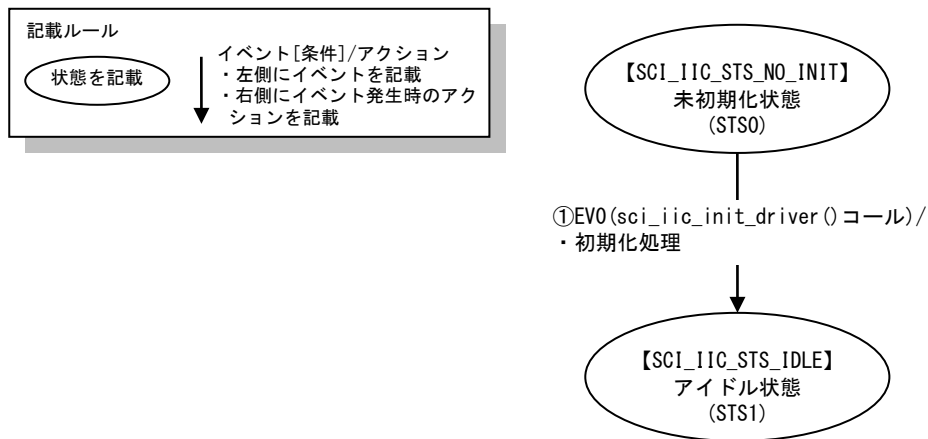 記載ルール
状態を記載
イベント[条件]/アクション
・左側にイベントを記載
・右側にイベント発生時のアク
ションを記載
【SCI_IIC_STS_NO_INIT】
未初期化状態
(STS0)
①EV0(sci_iic_init_driver()コール)/
・初期化処理
【SCI_IIC_STS_IDLE】
アイドル状態
(STS1)